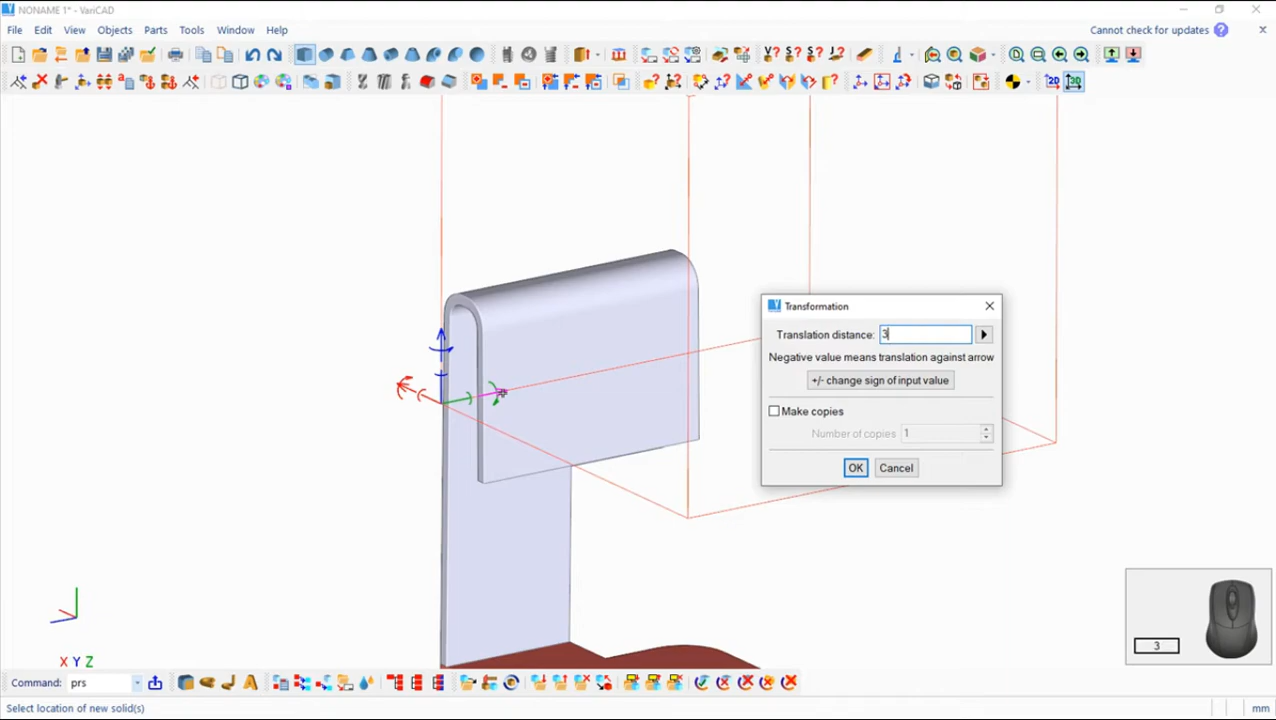 NONAME 1* - VariCAD
File Edit View Objects Parts Tools Window Help
Cannot check for updates
2D 3D
Transformation
Translation distance: 3
Negative value means translation against arrow
+/- change sign of input value
Make copies
Number of copies 1
OK Cancel
X Y Z
3
Command: prs
Select location of new solid(s)
mm